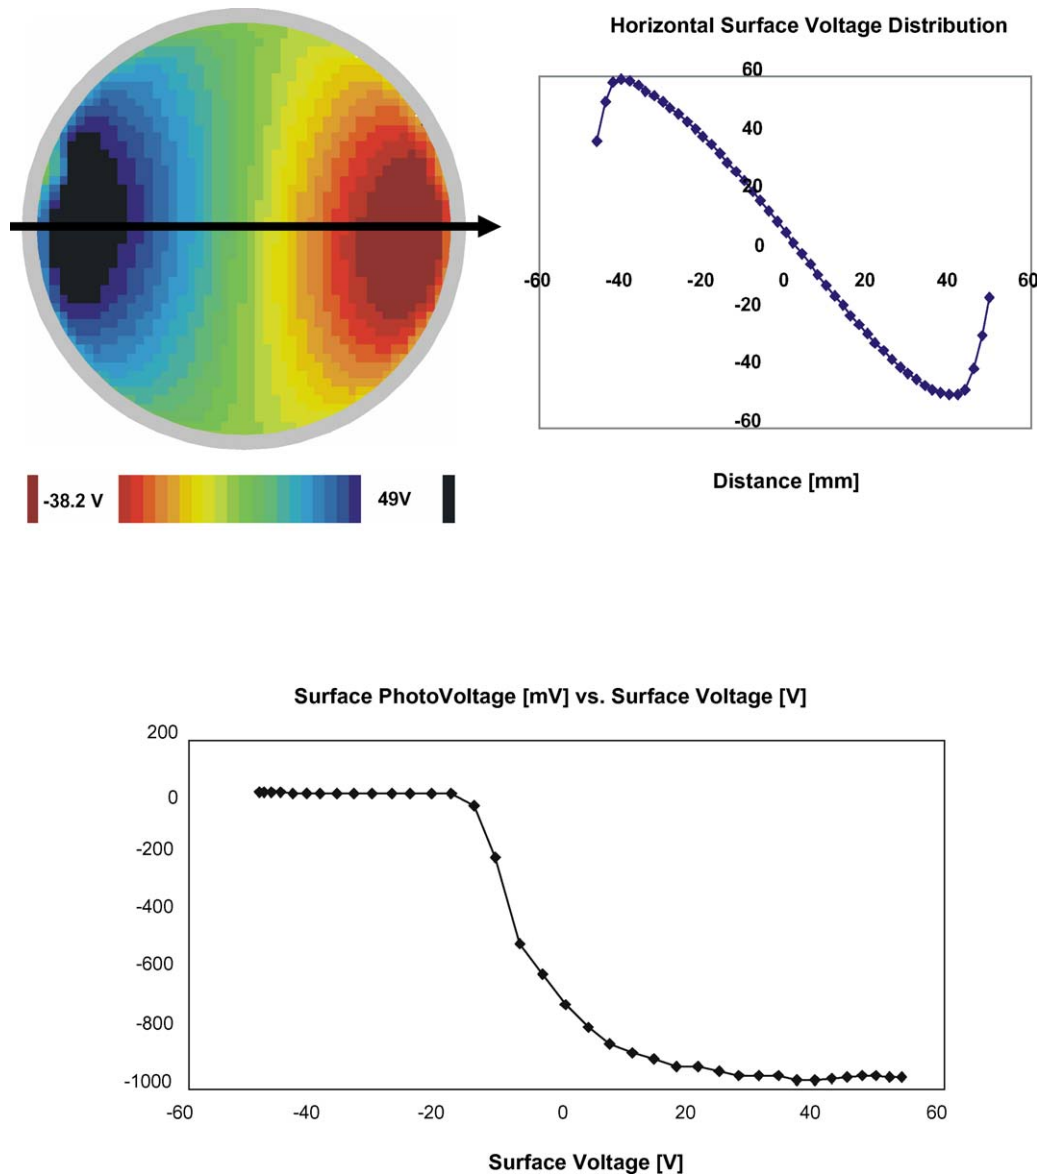 Horizontal Surface Voltage Distribution
60
40
20
0
-60 -40 -20 0 20 40 60
-20
-40
-60
Distance [mm]
-38.2 V 49V
Surface PhotoVoltage [mV] vs. Surface Voltage [V]
200
0
-200
-400
-600
-800
-1000
-60 -40 -20 0 20 40 60
Surface Voltage [V]